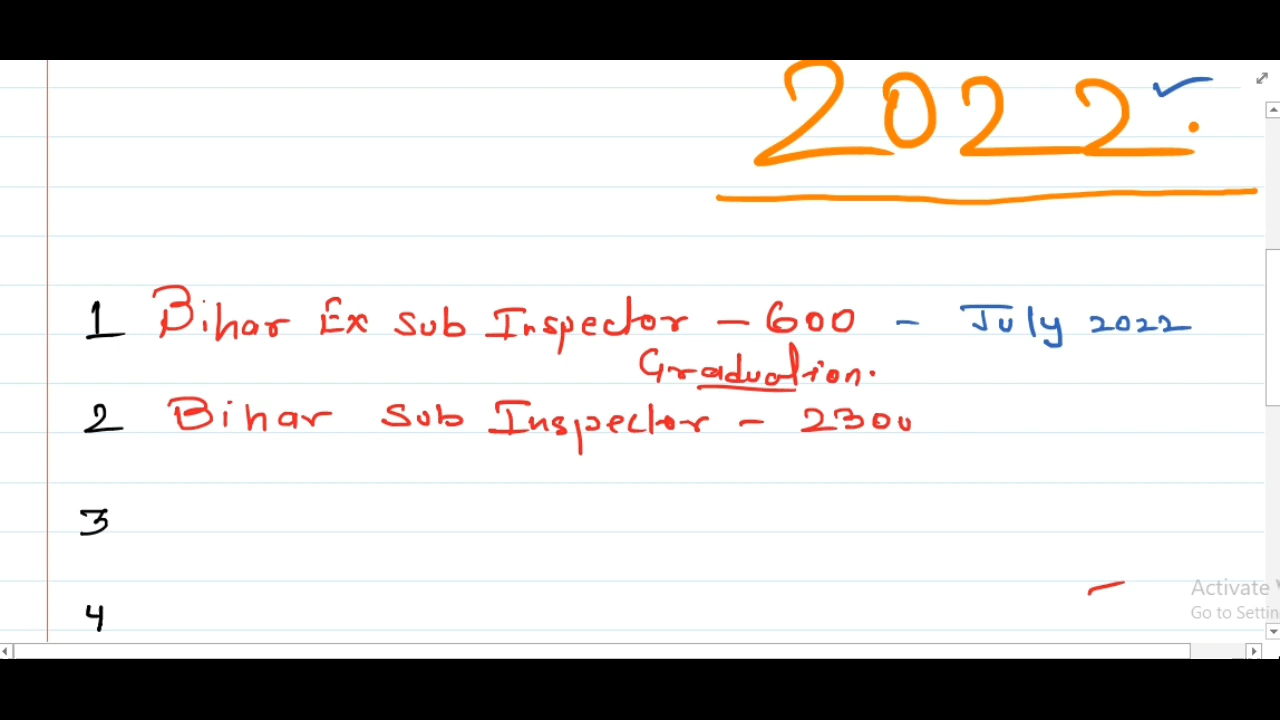 2022.
1 Bihar Ex Sub Inspector - 600 - July 2022
Graduation.
2 Bihar Sub Inspector - 2300
3
4
Activate
Go to Settin